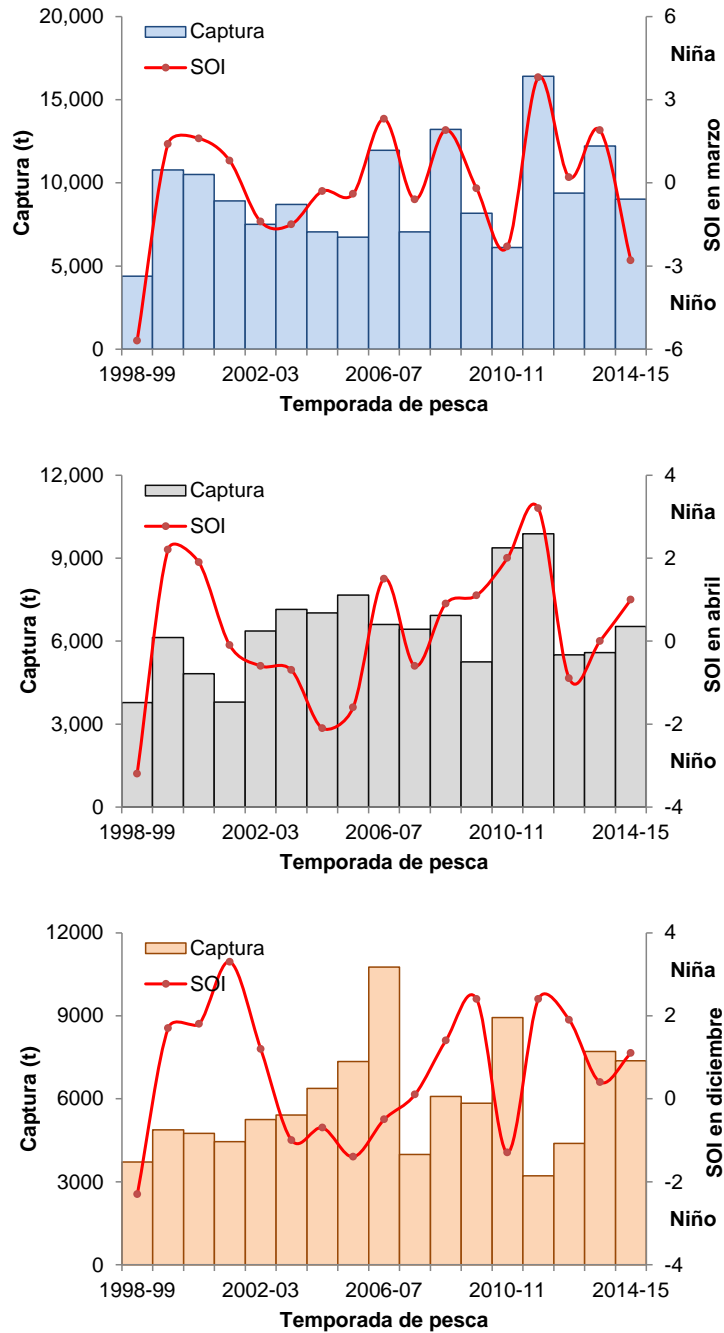 20,000
15,000
10,000
5,000
0
Captura (t)
Captura
SOI
6
3
0
-3
-6
Niña
SOI en marzo
Niño
1998-99 2002-03 2006-07 2010-11 2014-15
Temporada de pesca
12,000
9,000
6,000
3,000
0
Captura (t)
Captura
SOI
4
2
0
-2
-4
Niña
SOI en abril
Niño
1998-99 2002-03 2006-07 2010-11 2014-15
Temporada de pesca
12000
9000
6000
3000
0
Captura (t)
Captura
SOI
4
2
0
-2
-4
Niña
SOI en diciembre
Niño
1998-99 2002-03 2006-07 2010-11 2014-15
Temporada de pesca